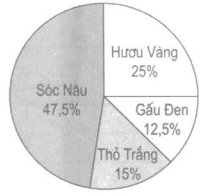 Hươu Vàng
25%
Sóc Nâu
47,5%
Gấu Đen
12,5%
Thỏ Trắng
15%